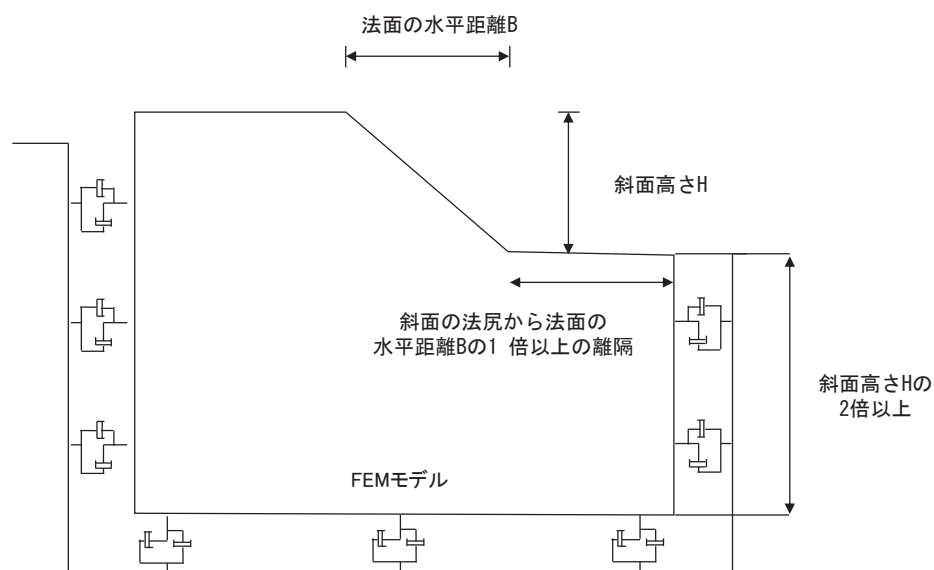 法面の水平距離B
斜面高さH
斜面の法尻から法面の
水平距離Bの1 倍以上の離隔
斜面高さHの
2倍以上
FEMモデル